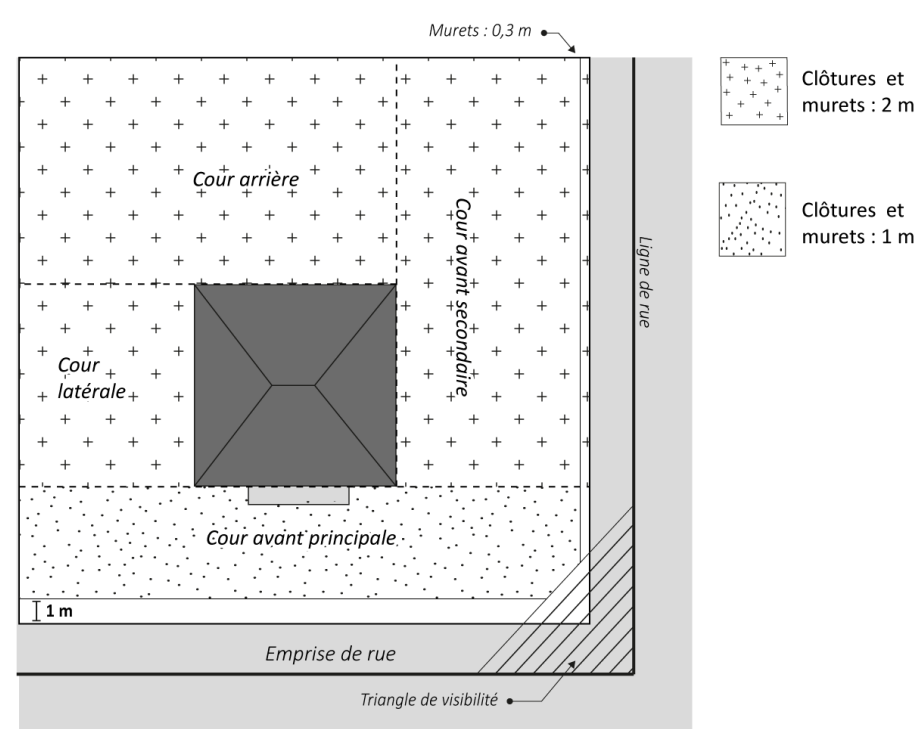 Murets : 0,3 m
Clôtures et
murets : 2 m
Cour arrière
Clôtures et
murets : 1 m
Cour avant secondaire
Ligne de rue
Cour
latérale
Cour avant principale
1 m
Emprise de rue
Triangle de visibilité